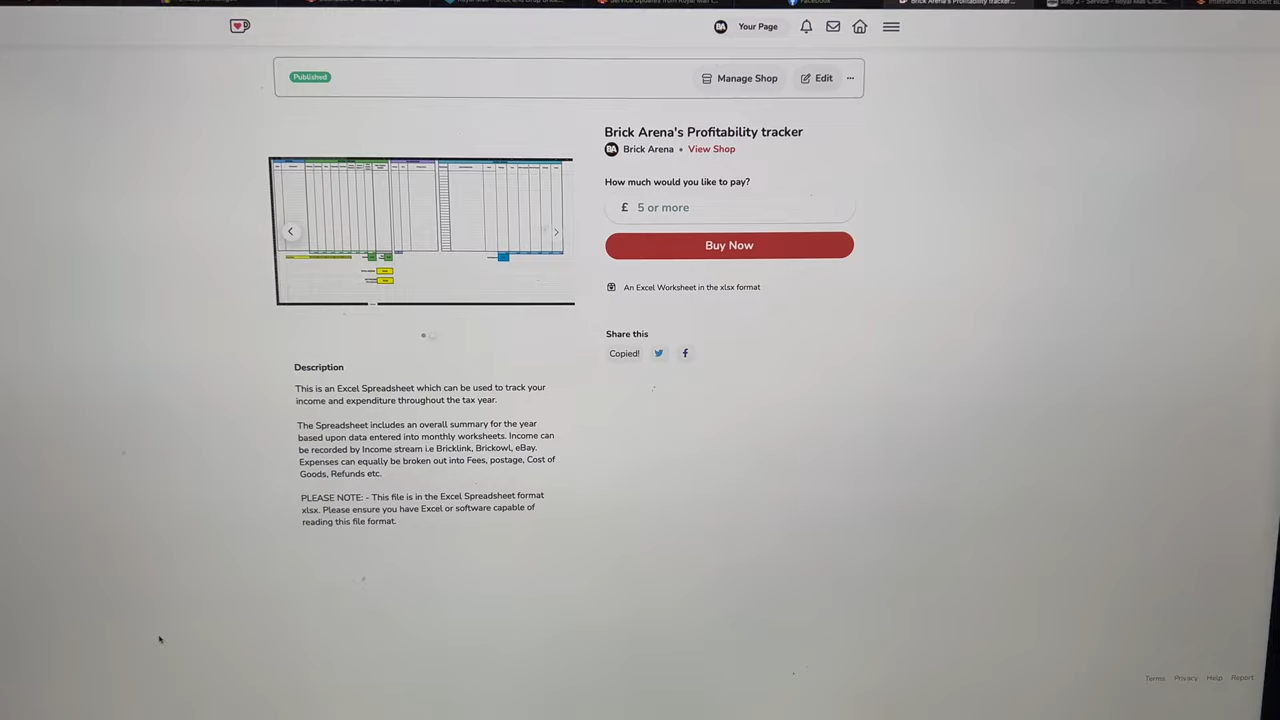 Facebook
BA Your Page
Published
Manage Shop
Edit
Brick Arena's Profitability tracker
BA Brick Arena • View Shop
How much would you like to pay?
£ 5 or more
Buy Now
An Excel Worksheet in the xlsx format
Share this
Copied!
Description
This is an Excel Spreadsheet which can be used to track your
income and expenditure throughout the tax year.
The Spreadsheet includes an overall summary for the year
based upon data entered into monthly worksheets. Income can
be recorded by Income stream i.e Bricklink, Brickowl, eBay.
Expenses can equally be broken out into Fees, postage, Cost of
Goods, Refunds etc.
PLEASE NOTE: - This file is in the Excel Spreadsheet format
xlsx. Please ensure you have Excel or software capable of
reading this file format.
Terms Privacy Help Report